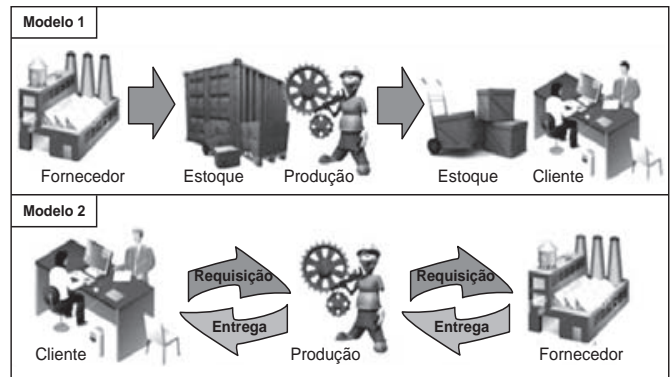 Modelo 1
Fornecedor Estoque Produção Estoque Cliente
Modelo 2
Requisição Requisição
Entrega Entrega
Cliente Produção Fornecedor